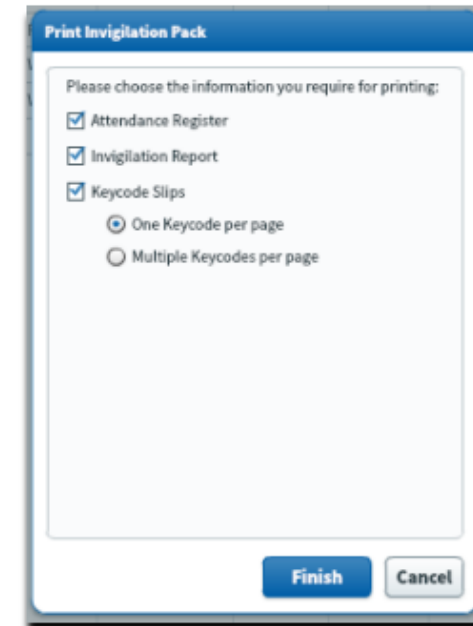 Print Invigilation Pack
Please choose the information you require for printing:
Attendance Register
Invigilation Report
Keycode Slips
One Keycode per page
Multiple Keycodes per page
Finish
Cancel